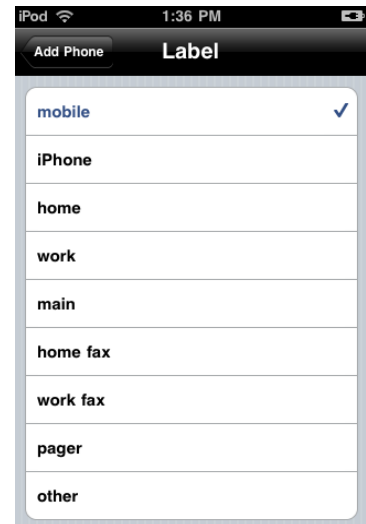 iPod 1:36 PM
Add Phone Label
mobile
iPhone
home
work
main
home fax
work fax
pager
other